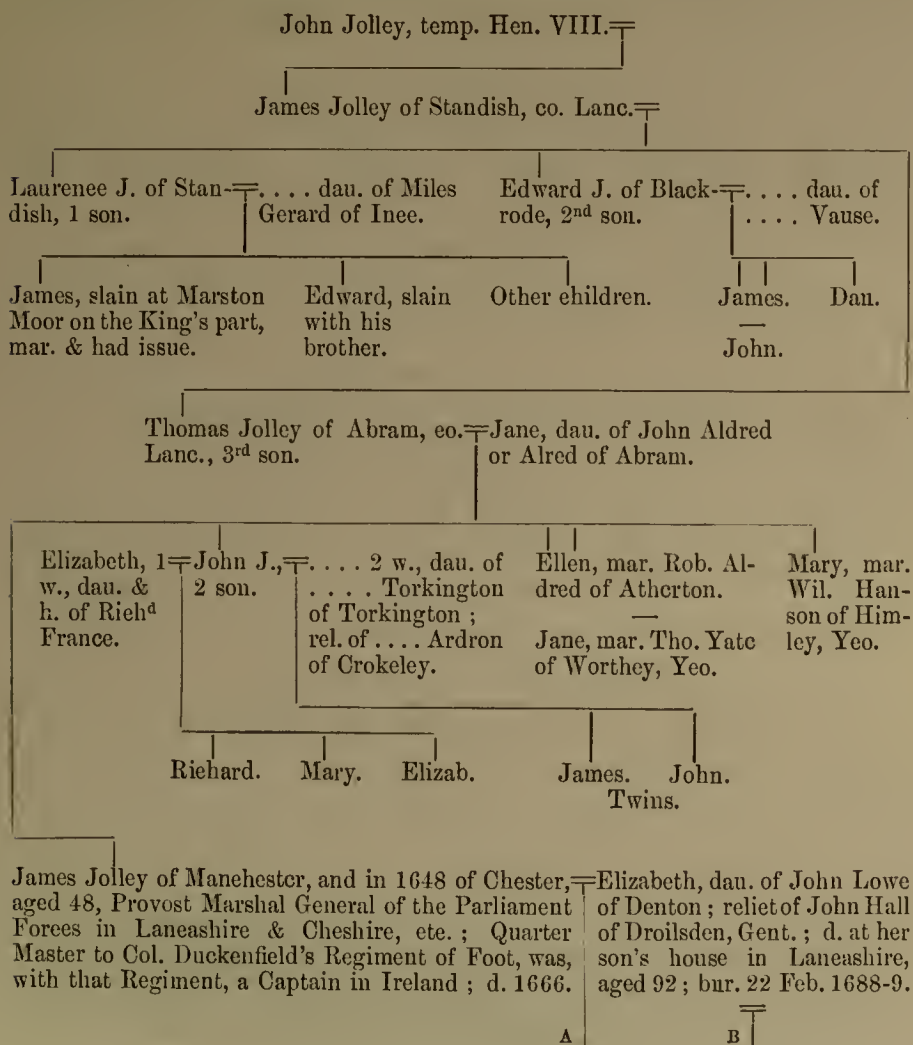 John Jolley, temp. Hen. VIII.
James Jolley of Standish, co. Lanc.
Laurenee J. of Stan-
dish, 1 son.
.... dau. of Miles
Gerard of Inee.
Edward J. of Black-
rode, 2nd son.
.... dau. of
.... Vause.
James, slain at Marston
Moor on the King's part,
mar. & had issue.
Edward, slain
with his
brother.
Other ehildren.
James.
—
John.
Dau.
Thomas Jolley of Abram, eo.
Lanc., 3rd son.
Jane, dau. of John Aldred
or Alred of Abram.
Elizabeth, 1
w., dau. &
h. of Riehd
France.
John J.,
2 son.
.... 2 w., dau. of
.... Torkington
of Torkington ;
rel. of .... Ardron
of Crokeley.
Ellen, mar. Rob. Al-
dred of Athcrton.
—
Jane, mar. Tho. Yatc
of Worthey, Yeo.
Mary, mar.
Wil. Han-
son of Him-
ley, Yeo.
Riehard. Mary. Elizab.
James. John.
Twins.
James Jolley of Manehestcr, and in 1648 of Chester,
aged 48, Provost Marshal General of the Parliament
Forees in Laneashire & Cheshire, ete. ; Quarter
Master to Col. Duckenfield's Regiment of Foot, was,
with that Regiment, a Captain in Ireland ; d. 1666.
Elizabeth, dau. of John Lowe
of Denton ; reliet of John Hall
of Droilsden, Gent. ; d. at her
son's house in Laneashire,
aged 92 ; bur. 22 Feb. 1688-9.
A B